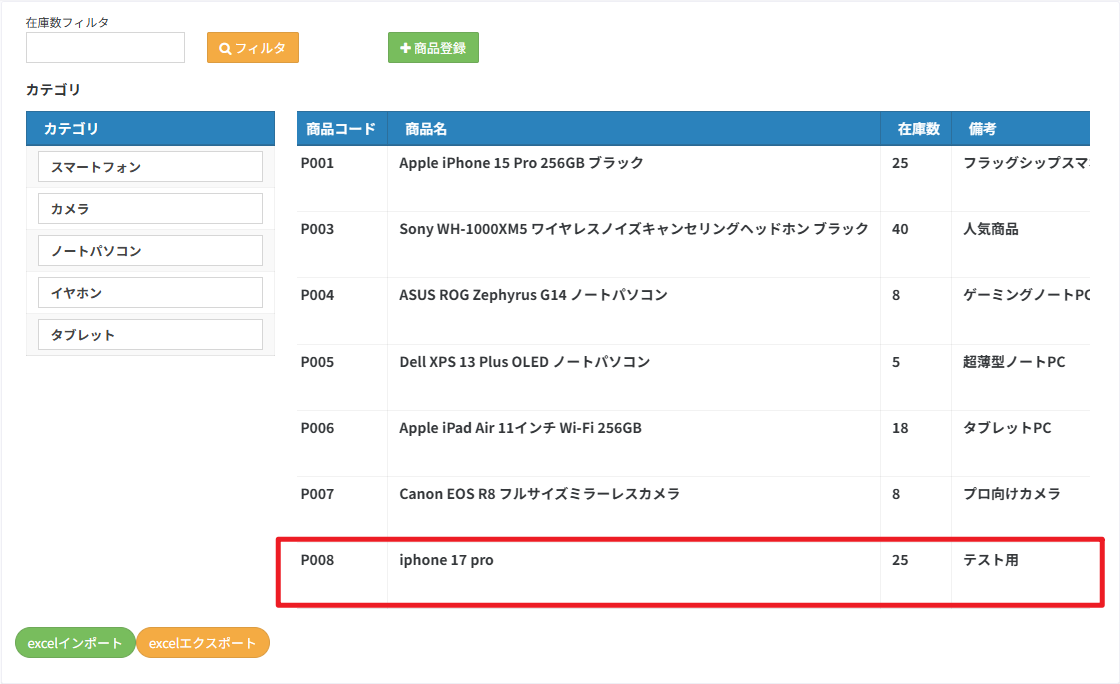 在庫数フィルタ
フィルタ
商品登録
カテゴリ
カテゴリ
スマートフォン
カメラ
ノートパソコン
イヤホン
タブレット
商品コード 商品名 在庫数 備考
P001 Apple iPhone 15 Pro 256GB ブラック 25 フラッグシップスマ
P003 Sony WH-1000XM5 ワイヤレスノイズキャンセリングヘッドホン ブラック 40 人気商品
P004 ASUS ROG Zephyrus G14 ノートパソコン 8 ゲーミングノートPC
P005 Dell XPS 13 Plus OLED ノートパソコン 5 超薄型ノートPC
P006 Apple iPad Air 11インチ Wi-Fi 256GB 18 タブレットPC
P007 Canon EOS R8 フルサイズミラーレスカメラ 8 プロ向けカメラ
P008 iphone 17 pro 25 テスト用
excelインポート excelエクスポート